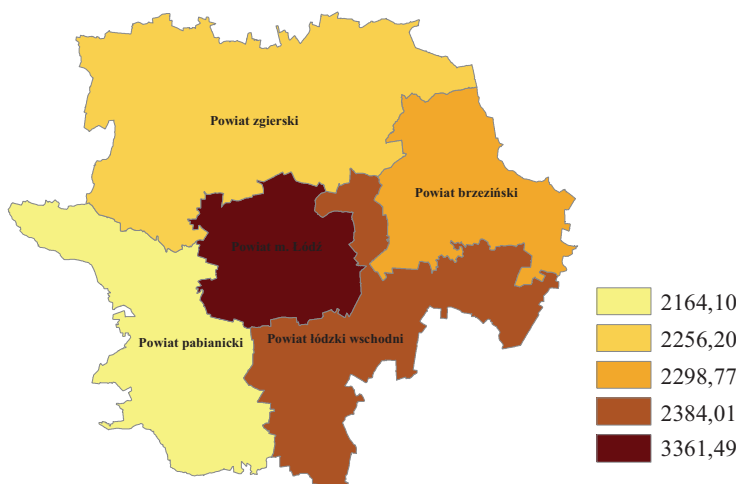 Powiat zgierski
Powiat brzeziński
Powiat m. Łódź
Powiat pabianicki
Powiat łódzki wschodni
2164,10
2256,20
2298,77
2384,01
3361,49